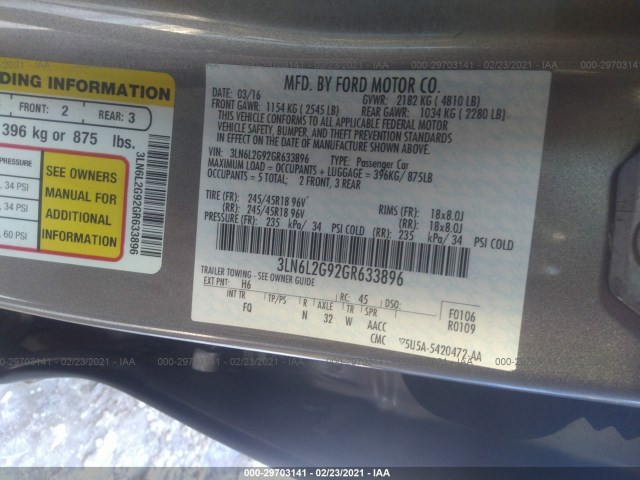 000-29703141 - 02/23/2021 - IAA
DING INFORMATION
FRONT: 2 REAR: 3
396 kg or 875 lbs.
PRESSURE
, 34 PSI
, 34 PSI
, 60 PSI
SEE OWNERS
MANUAL FOR
ADDITIONAL
INFORMATION
3LN6L2G92GR633896
MFD. BY FORD MOTOR CO.
DATE: 03/16 GVWR: 2182 KG ( 4810 LB)
FRONT GAWR: 1154 KG ( 2545 LB) REAR GAWR: 1034 KG ( 2280 LB)
THIS VEHICLE CONFORMS TO ALL APPLICABLE FEDERAL MOTOR
VEHICLE SAFETY, BUMPER, AND THEFT PREVENTION STANDARDS
IN EFFECT ON THE DATE OF MANUFACTURE SHOWN ABOVE.
VIN: 3LN6L2G92GR633896 TYPE: Passenger Car
MAXIMUM LOAD = OCCUPANTS + LUGGAGE = 396KG/ 875LB
OCCUPANTS = 5 TOTAL: 2 FRONT, 3 REAR
TIRE (FR): 245/45R18 96V RIMS (FR): 18x8.0J
(RR): 245/45R18 96V (RR): 18x8.0J
PRESSURE (FR): 235 kPa/ 34 PSI COLD (RR): 235 kPa/ 34 PSI COLD
3LN6L2G92GR633896
TRAILER TOWING - SEE OWNER GUIDE
EXT PNT: H6 RC: 45 DSO:
INT TR TP/PS R AXLE TR SPR
FQ N 32 W AACC
CMC
F0106
R0109
5U5A-5420472-AA
000-29703141 - 02/23/2021 - IAA
000-29703141 - 02/23/2021 - IAA